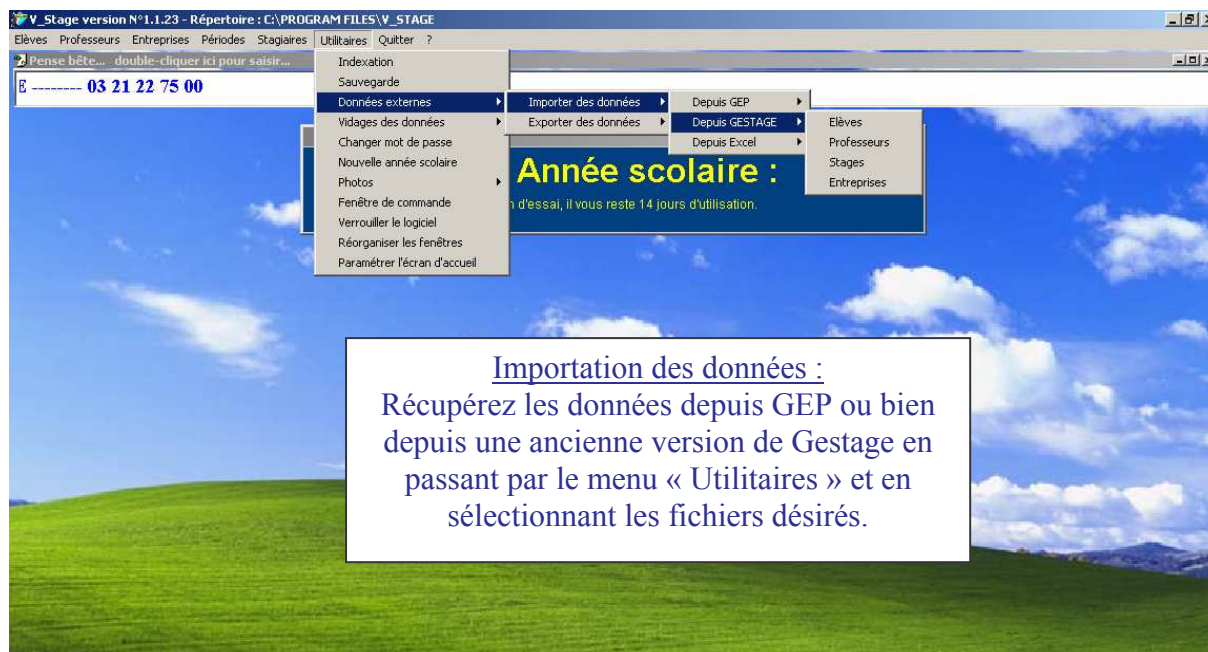 V_Stage version N°1.1.23 - Répertoire : C:\PROGRAM FILES\V_STAGE
Elèves Professeurs Entreprises Périodes Stagiaires Utilitaires Quitter ?
Pense bête... double-cliquer ici pour saisir...
E -------- 03 21 22 75 00
Indexation
Sauvegarde
Données externes
Vidages des données
Changer mot de passe
Nouvelle année scolaire
Photos
Fenêtre de commande
Verrouiller le logiciel
Réorganiser les fenêtres
Paramétrer l'écran d'accueil
Importer des données
Exporter des données
Depuis GEP
Depuis GESTAGE
Depuis Excel
Elèves
Professeurs
Stages
Entreprises
Année scolaire :
d'essai, il vous reste 14 jours d'utilisation.
Importation des données :
Récupérez les données depuis GEP ou bien
depuis une ancienne version de Gestage en
passant par le menu « Utilitaires » et en
sélectionnant les fichiers désirés.